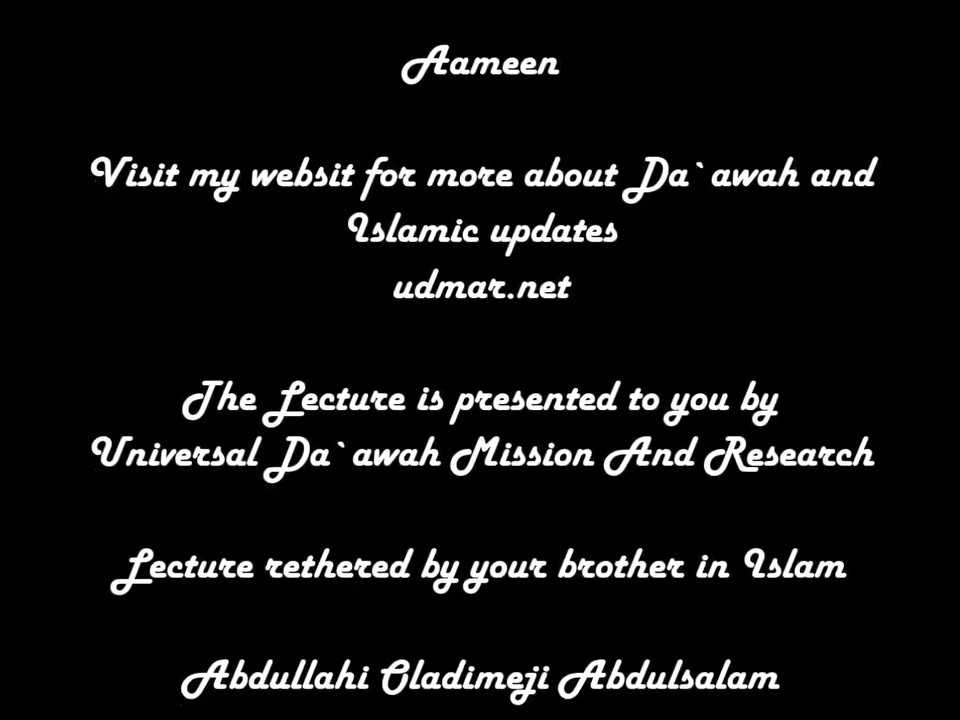 Aameen
Visit my websit for more about Da`awah and
Islamic updates
udmar.net
The Lecture is presented to you by
Universal Da`awah Mission And Research
Lecture rethered by your brother in Islam
Abdullahi Oladimeji Abdulsalam